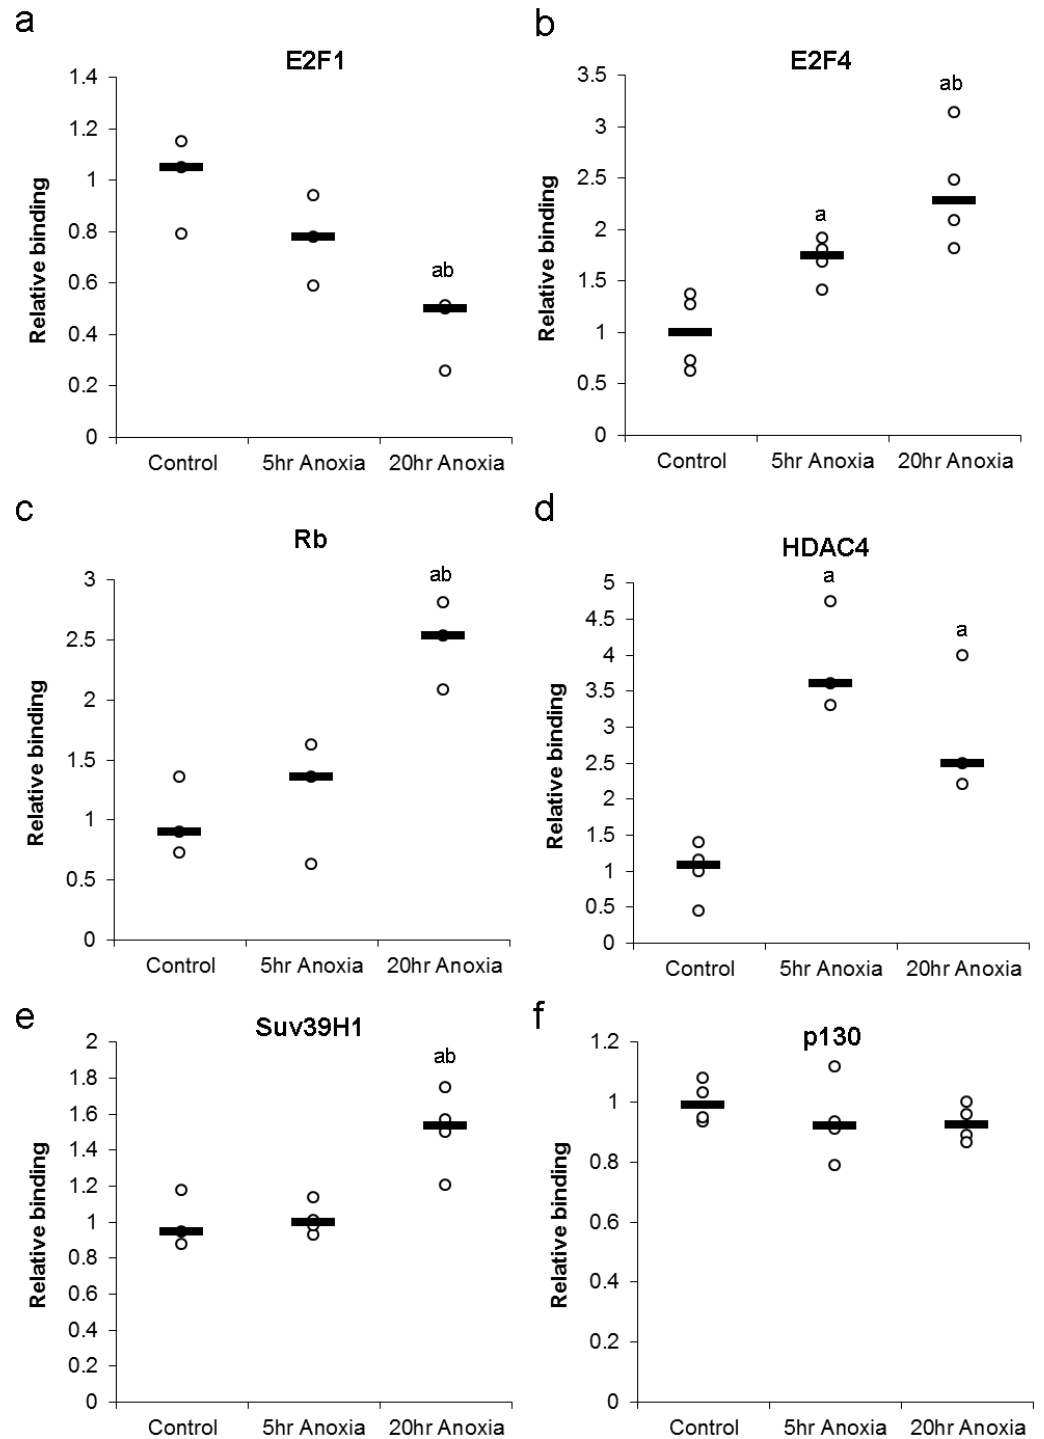 a
E2F1
1.4
1.2
1
0.8
0.6
0.4
0.2
0
Relative binding
ab
Control 5hr Anoxia 20hr Anoxia
b
E2F4
3.5
3
2.5
2
1.5
1
0.5
0
Relative binding
a
ab
Control 5hr Anoxia 20hr Anoxia
c
Rb
3
2.5
2
1.5
1
0.5
0
Relative binding
ab
Control 5hr Anoxia 20hr Anoxia
d
HDAC4
5
4.5
4
3.5
3
2.5
2
1.5
1
0.5
0
Relative binding
a
a
Control 5hr Anoxia 20hr Anoxia
e
Suv39H1
2
1.8
1.6
1.4
1.2
1
0.8
0.6
0.4
0.2
0
Relative binding
ab
Control 5hr Anoxia 20hr Anoxia
f
p130
1.2
1
0.8
0.6
0.4
0.2
0
Relative binding
Control 5hr Anoxia 20hr Anoxia